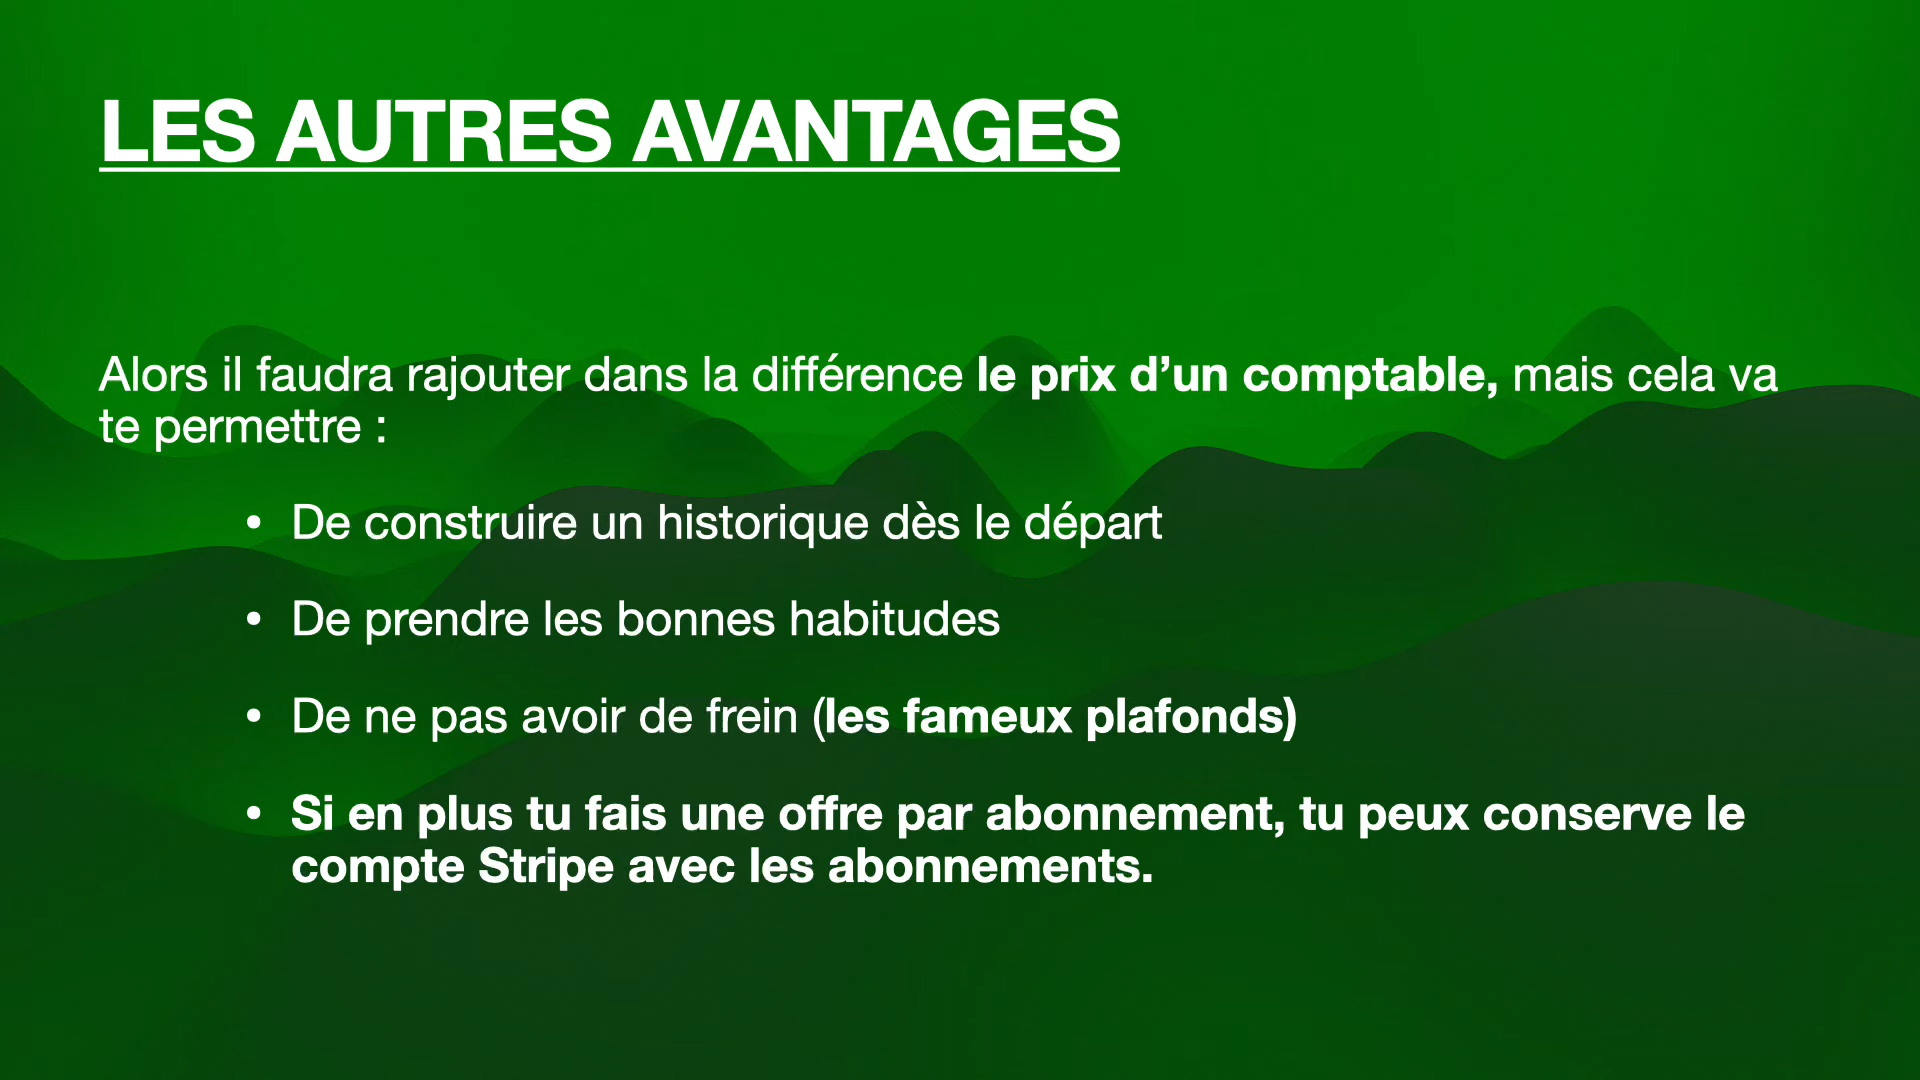 LES AUTRES AVANTAGES
Alors il faudra rajouter dans la différence le prix d’un comptable, mais cela va
te permettre :
• De construire un historique dès le départ
• De prendre les bonnes habitudes
• De ne pas avoir de frein (les fameux plafonds)
• Si en plus tu fais une offre par abonnement, tu peux conserve le
compte Stripe avec les abonnements.